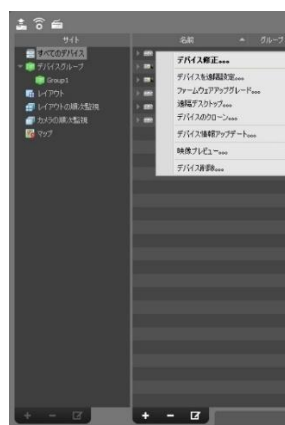 サイト
名前
グループ
すべてのデバイス
デバイスグループ
Group1
レイアウト
レイアウトの順次監視
カメラの順次監視
マップ
デバイス修正...
デバイスを遠隔設定...
ファームウェアアップグレード...
遠隔デスクトップ...
デバイスのクローン...
デバイス情報アップデート...
映像プレビュー...
デバイス削除...